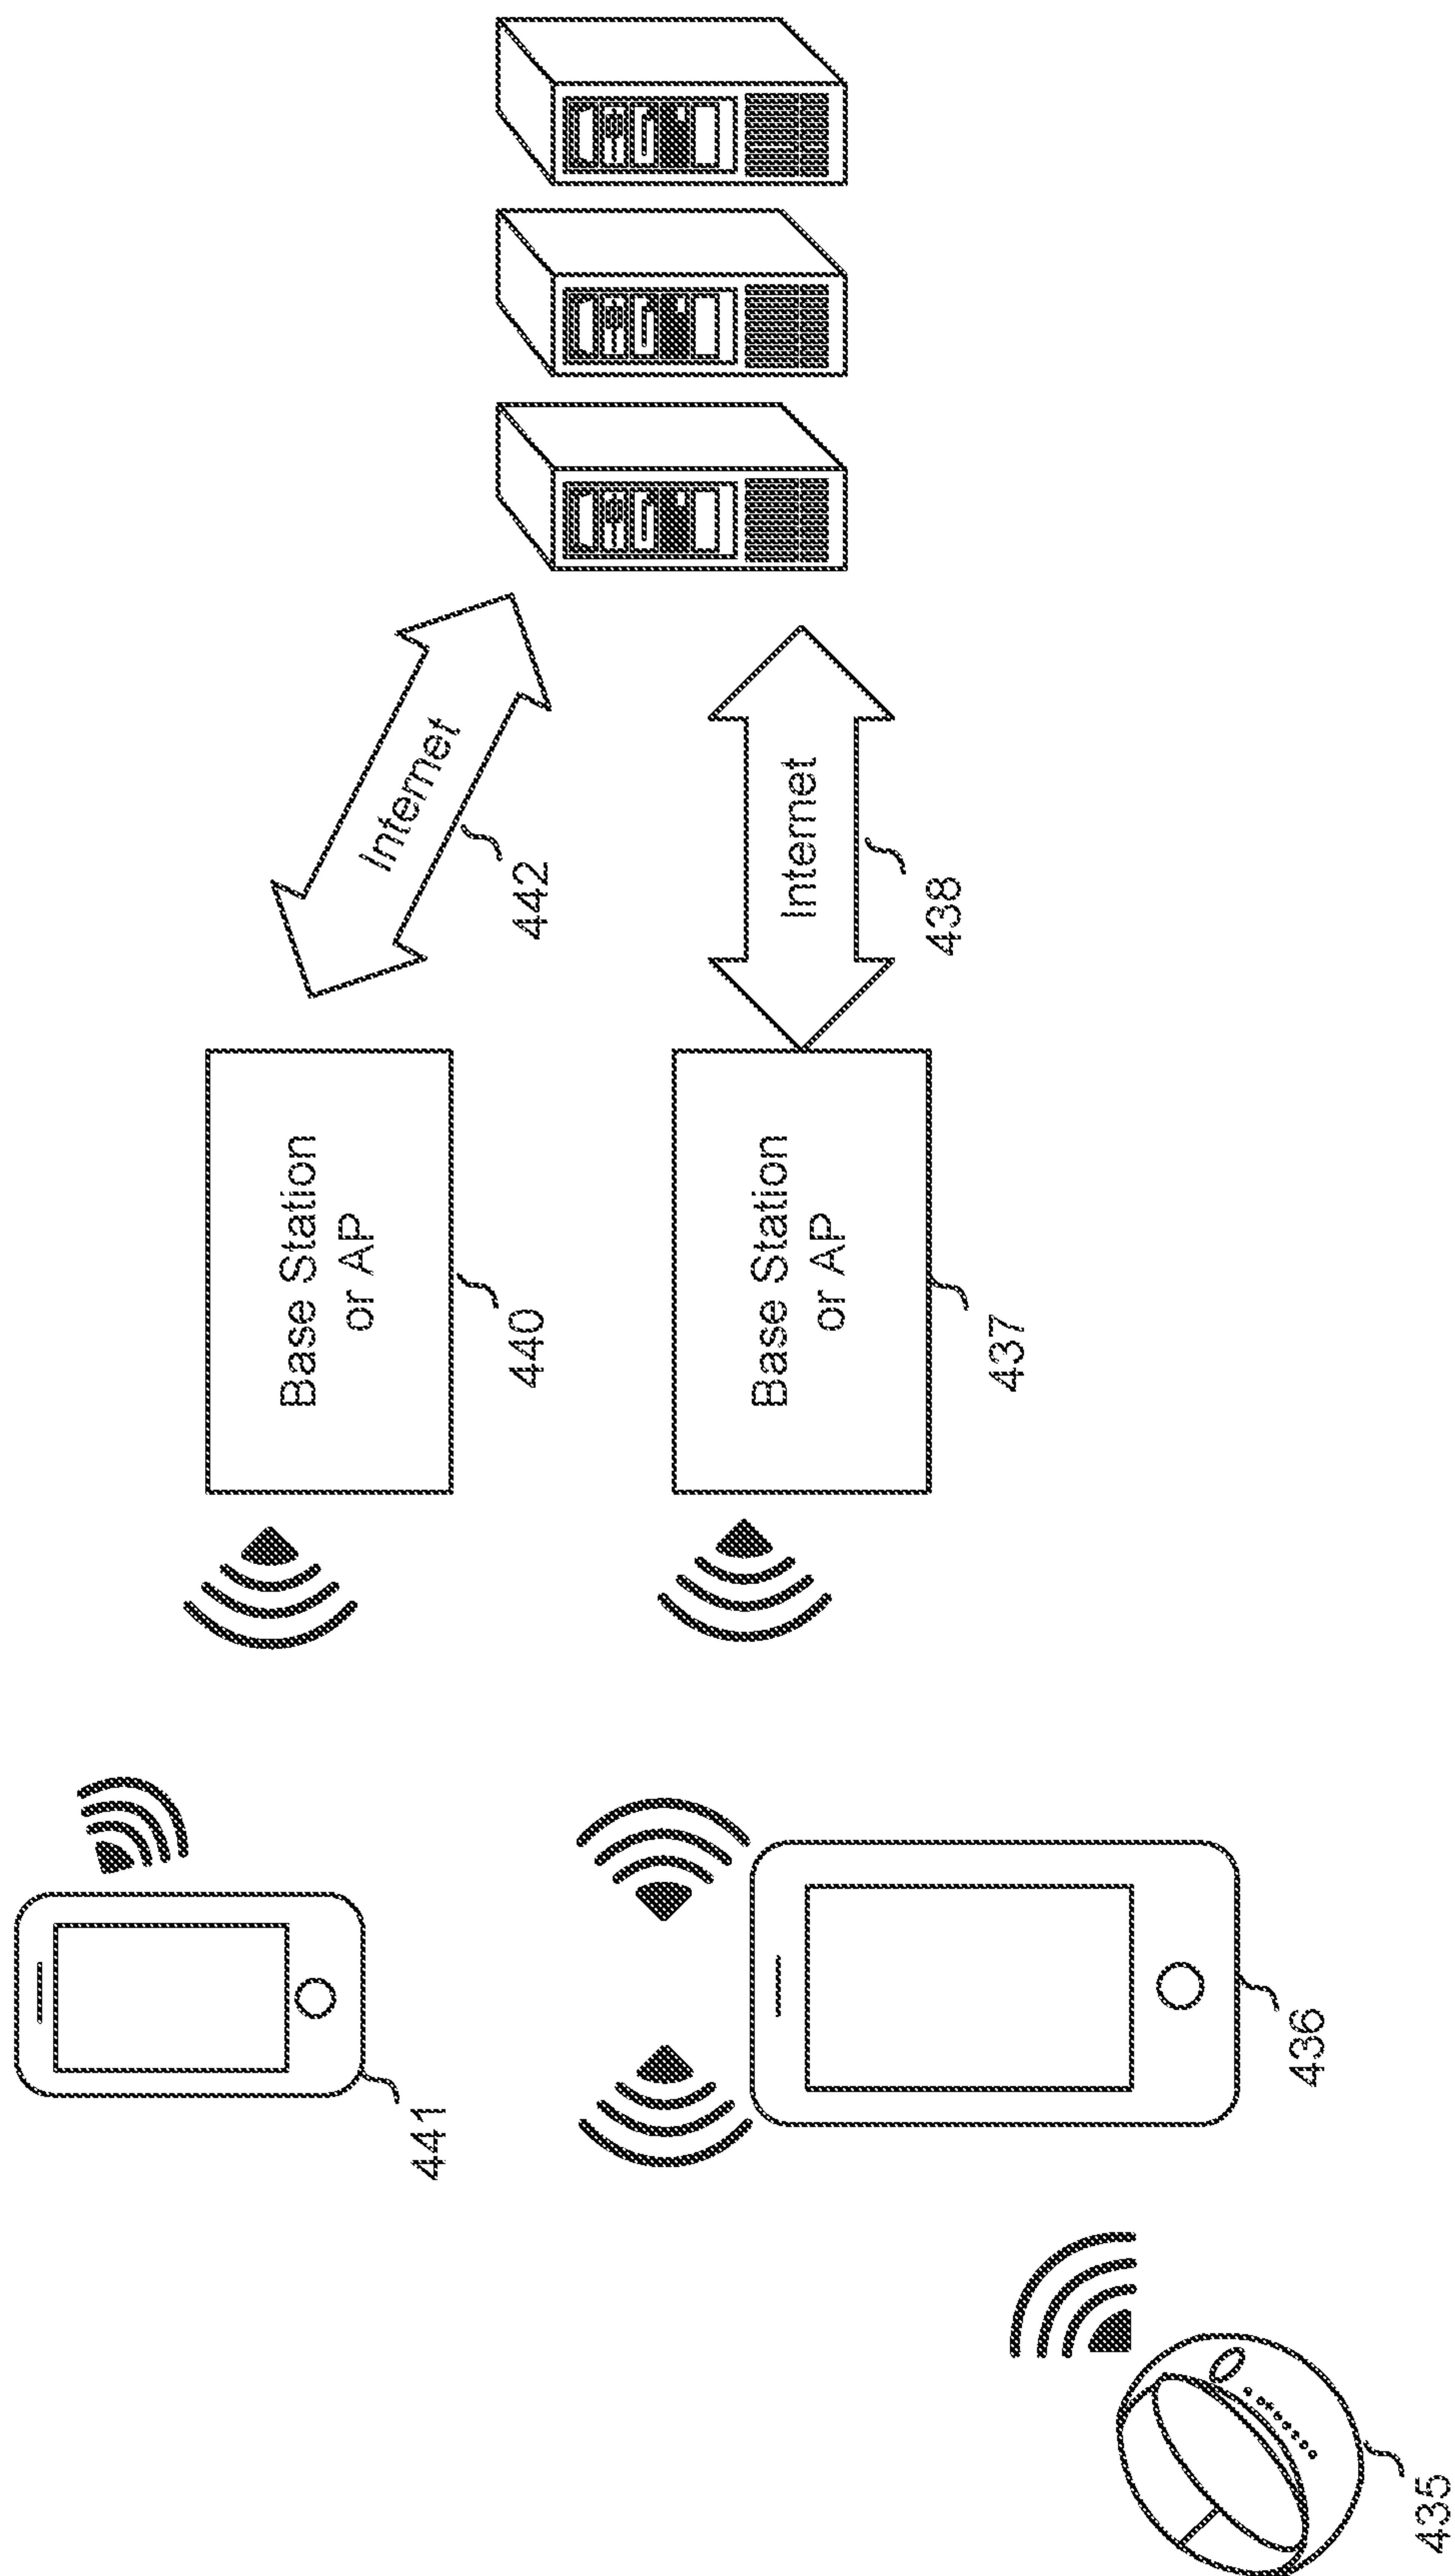 441
440
442
Base Station
or AP
Internet
436
437
438
Base Station
or AP
Internet
435